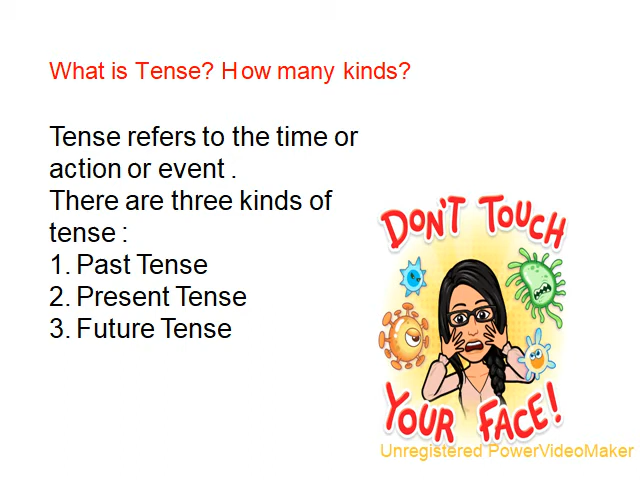 What is Tense? How many kinds?
Tense refers to the time or
action or event .
There are three kinds of
tense :
1. Past Tense
2. Present Tense
3. Future Tense
DON'T TOUCH
YOUR FACE!
Unregistered PowerVideoMaker